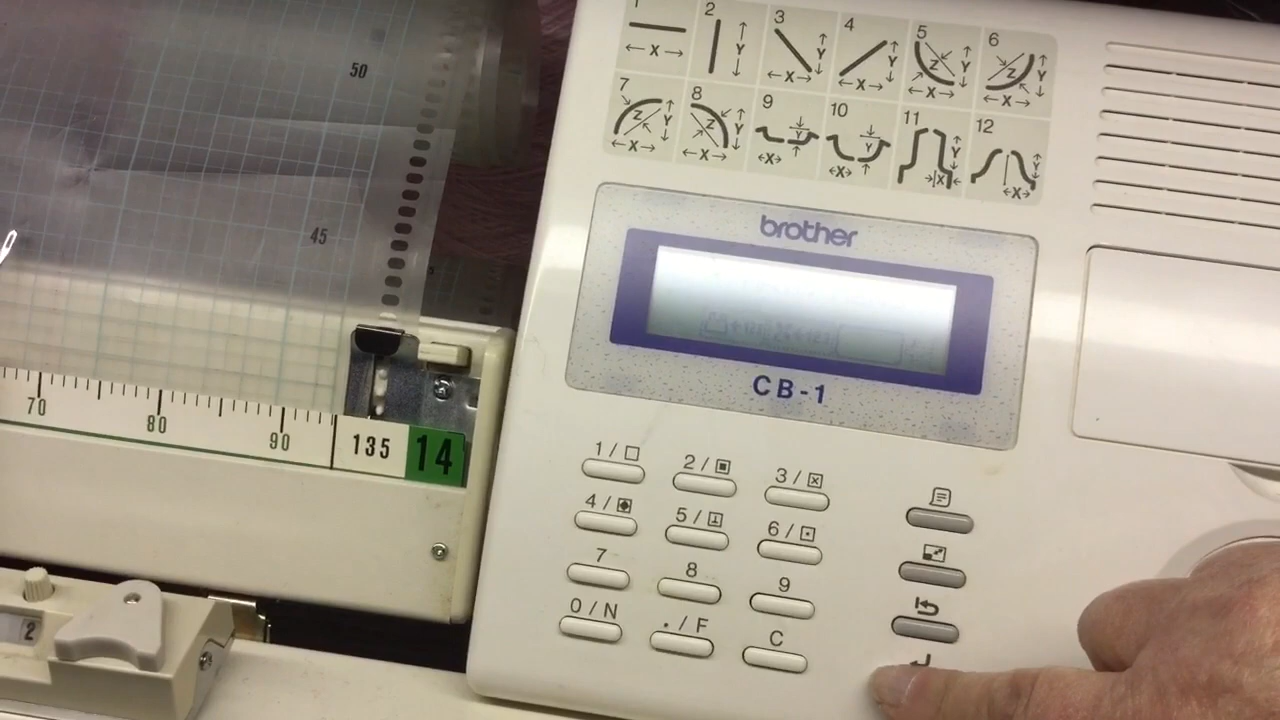 50
45
70
80
90
135
14
2
1
2
3
4
5
6
← X →
Y
← X →
Y
← X →
Y
Z
← X →
Y
Z
← X →
Y
7
8
9
10
11
12
Z
← X →
Y
Z
← X →
Y
Y
←X→
Y
←X→
Y
→X←
Y
←X→
brother
CB-1
1 / □
2 / ▣
3 /
4 /
5 /
6 / ⊡
7
8
9
0 / N
· / F
C